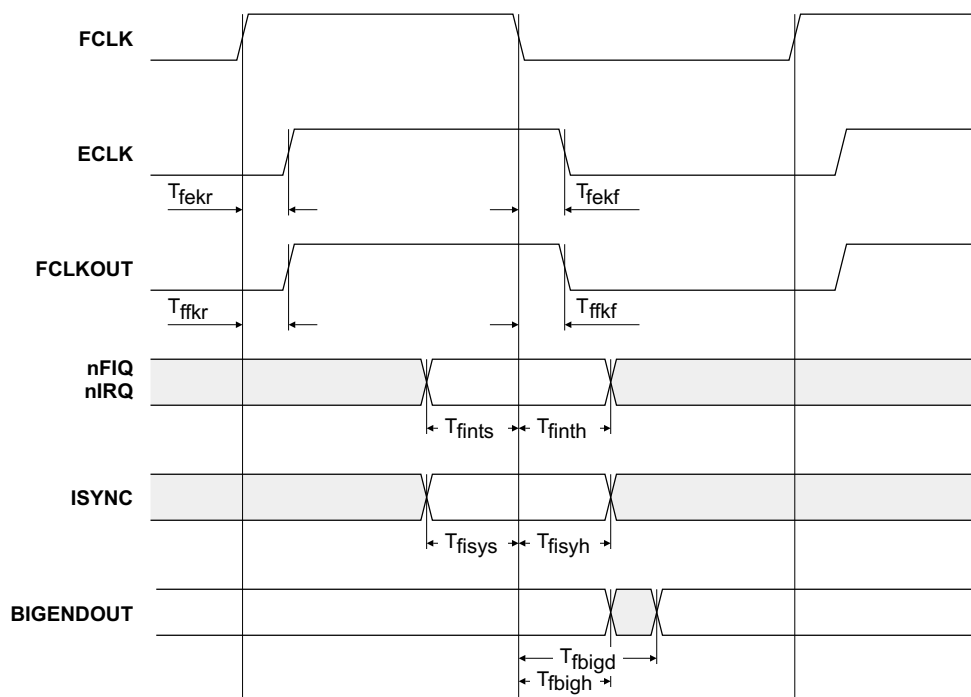 FCLK
ECLK
Tfekr
Tfekf
FCLKOUT
Tffkr
Tffkf
nFIQ
nIRQ
Tfints
Tfinth
ISYNC
Tfisys
Tfisyh
BIGENDOUT
Tfbigd
Tfbigh